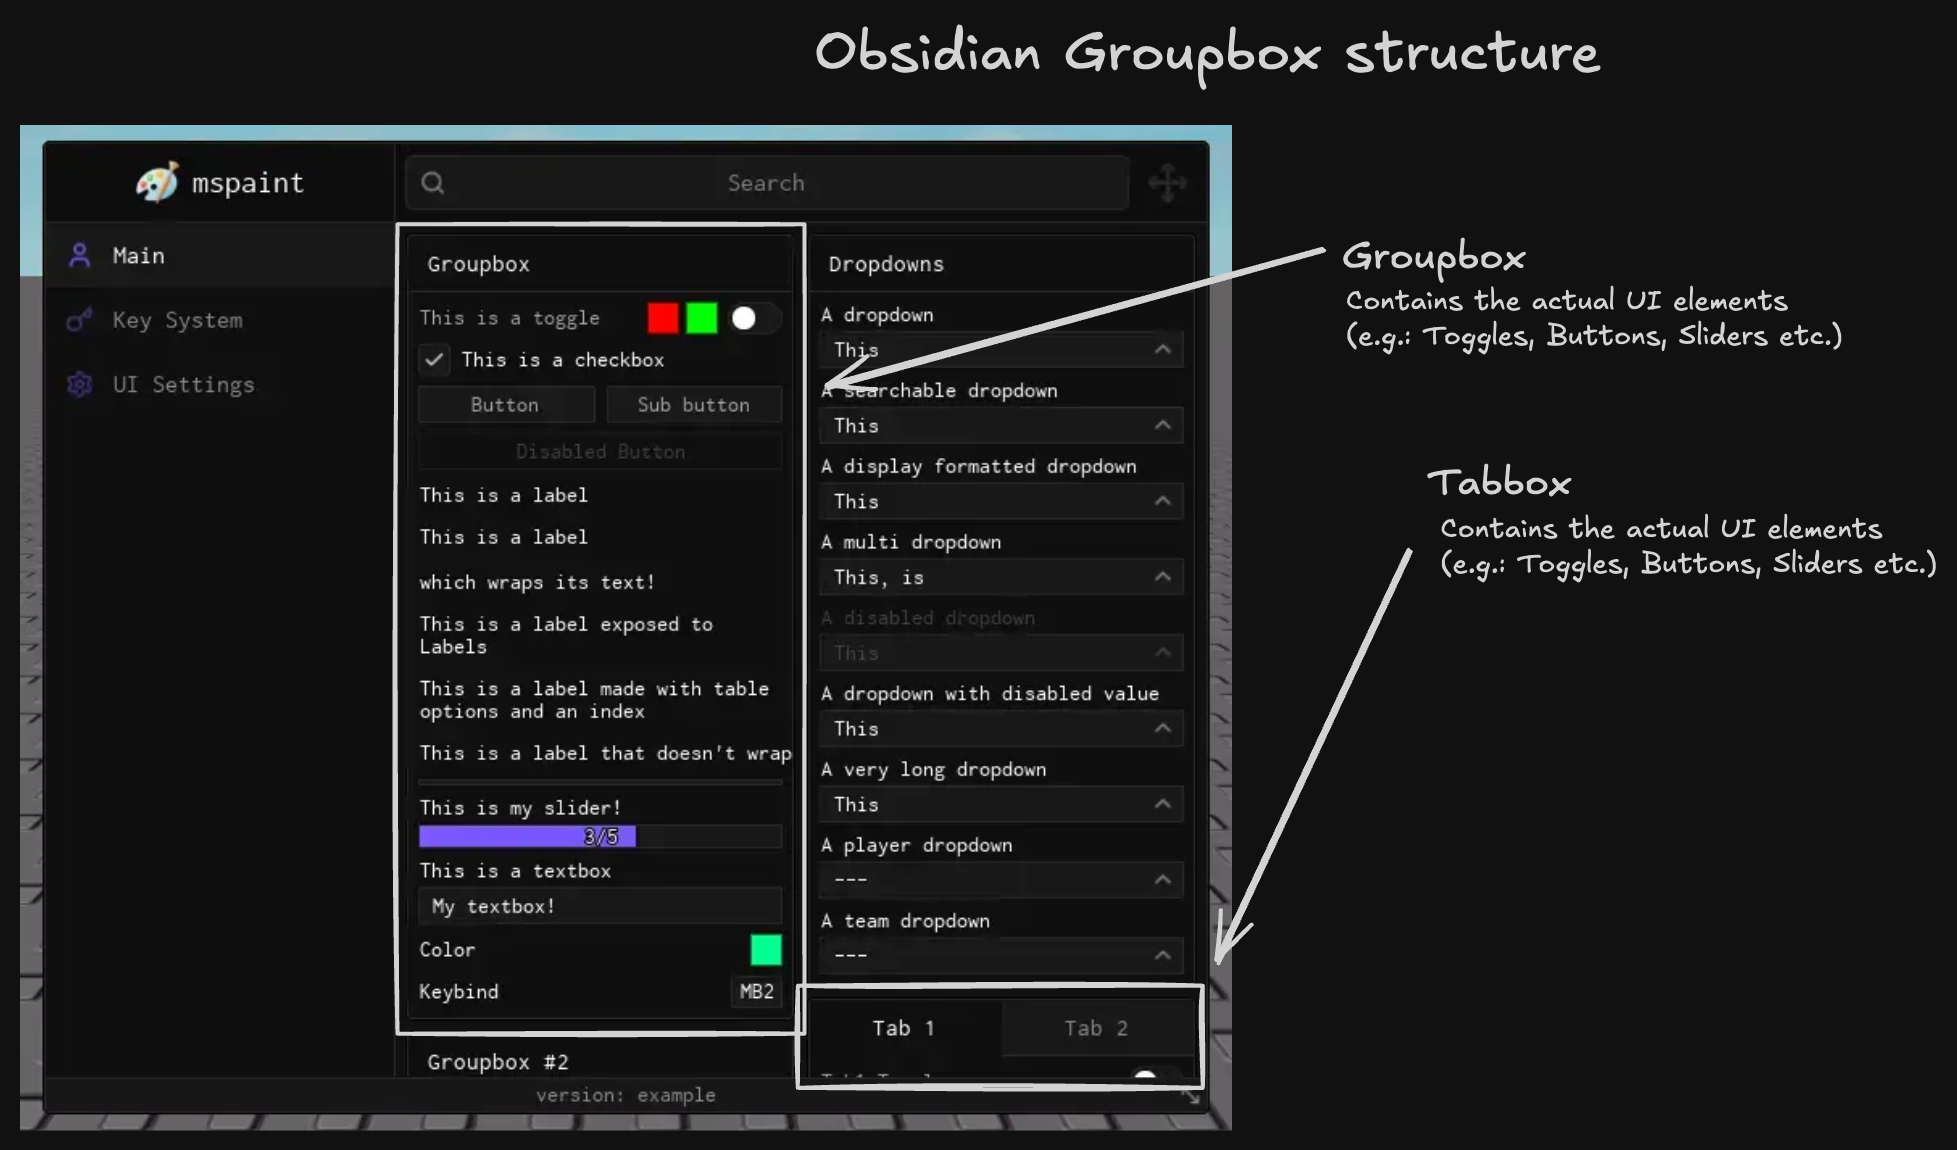 Obsidian Groupbox structure
mspaint
Search
Main
Key System
UI Settings
Groupbox
This is a toggle
This is a checkbox
Button
Sub button
Disabled Button
This is a label
This is a label
which wraps its text!
This is a label exposed to
Labels
This is a label made with table
options and an index
This is a label that doesn't wrap
This is my slider!
3/5
This is a textbox
My textbox!
Color
Keybind
MB2
Groupbox #2
Dropdowns
A dropdown
This
A searchable dropdown
This
A display formatted dropdown
This
A multi dropdown
This, is
A disabled dropdown
This
A dropdown with disabled value
This
A very long dropdown
This
A player dropdown
---
A team dropdown
---
Tab 1
Tab 2
version: example
Groupbox
Contains the actual UI elements
(e.g.: Toggles, Buttons, Sliders etc.)
Tabbox
Contains the actual UI elements
(e.g.: Toggles, Buttons, Sliders etc.)